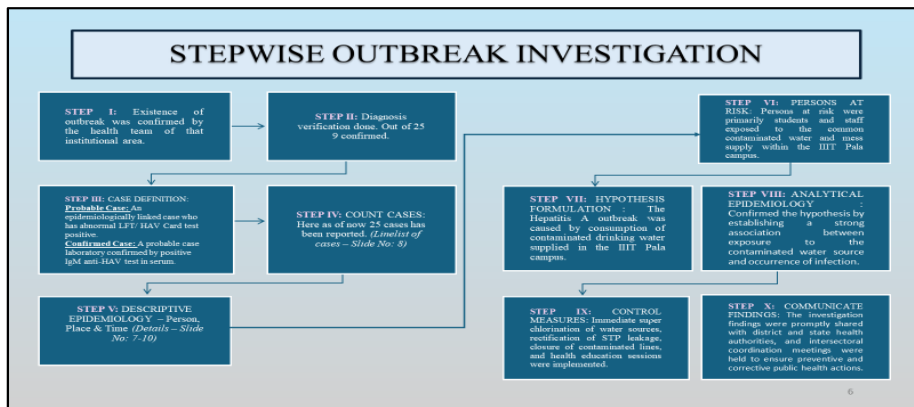 STEPWISE OUTBREAK INVESTIGATION
STEP I: Existence of
outbreak was confirmed by
the health team of that
institutional area.
STEP II: Diagnosis
verification done. Out of 25
9 confirmed.
STEP III: CASE DEFINITION:
Probable Case: An
epidemiologically linked case who
has abnormal LFT/ HAV Card test
positive.
Confirmed Case: A probable case
laboratory confirmed by positive
IgM anti-HAV test in serum.
STEP IV: COUNT CASES:
Here as of now 25 cases has
been reported. (Linelist of
cases – Slide No: 8)
STEP V: DESCRIPTIVE
EPIDEMIOLOGY – Person,
Place & Time (Details – Slide
No: 7-10)
STEP VI: PERSONS AT
RISK: Persons at risk were
primarily students and staff
exposed to the common
contaminated water and mess
supply within the IIIT Pala
campus.
STEP VII: HYPOTHESIS
FORMULATION : The
Hepatitis A outbreak was
caused by consumption of
contaminated drinking water
supplied in the IIIT Pala
campus.
STEP VIII: ANALYTICAL
EPIDEMIOLOGY :
Confirmed the hypothesis by
establishing a strong
association between
exposure to the
contaminated water source
and occurrence of infection.
STEP IX: CONTROL
MEASURES: Immediate super
chlorination of water sources,
rectification of STP leakage,
closure of contaminated lines,
and health education sessions
were implemented.
STEP X: COMMUNICATE
FINDINGS: The investigation
findings were promptly shared
with district and state health
authorities, and intersectoral
coordination meetings were
held to ensure preventive and
corrective public health actions.
6